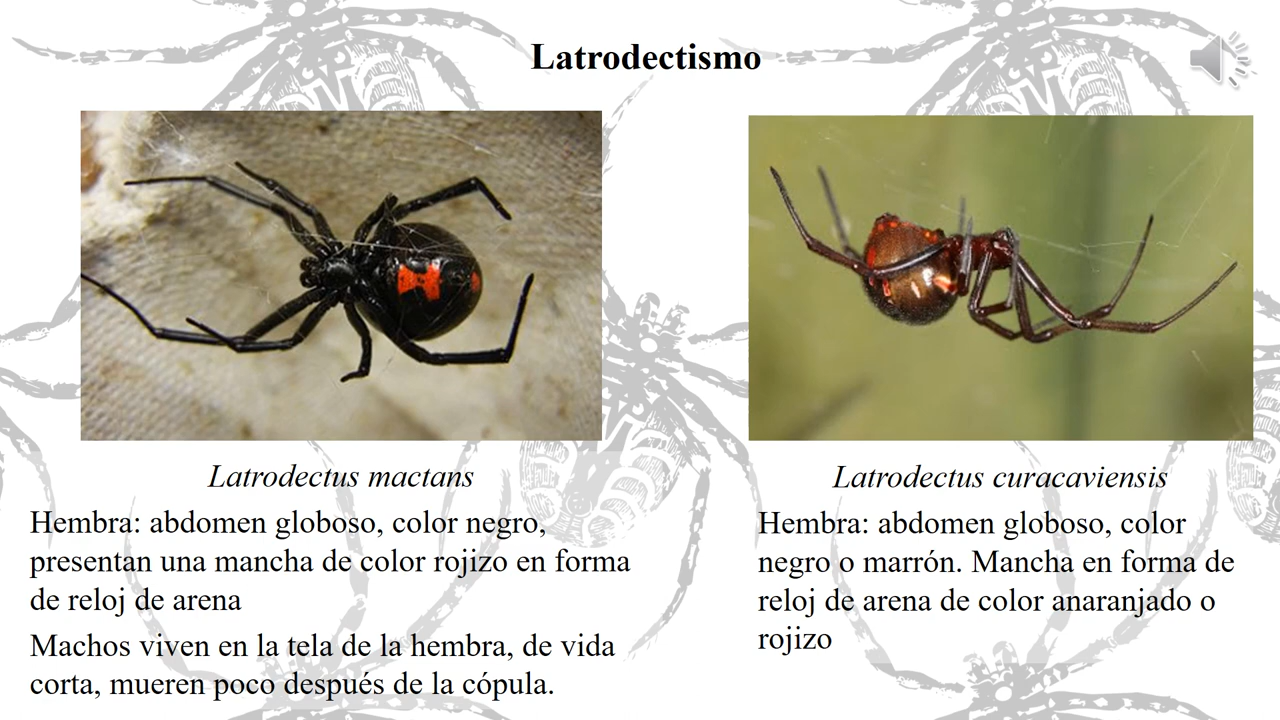 Latrodectismo
Latrodectus mactans
Hembra: abdomen globoso, color negro,
presentan una mancha de color rojizo en forma
de reloj de arena
Machos viven en la tela de la hembra, de vida
corta, mueren poco después de la cópula.
Latrodectus curacaviensis
Hembra: abdomen globoso, color
negro o marrón. Mancha en forma de
reloj de arena de color anaranjado o
rojizo